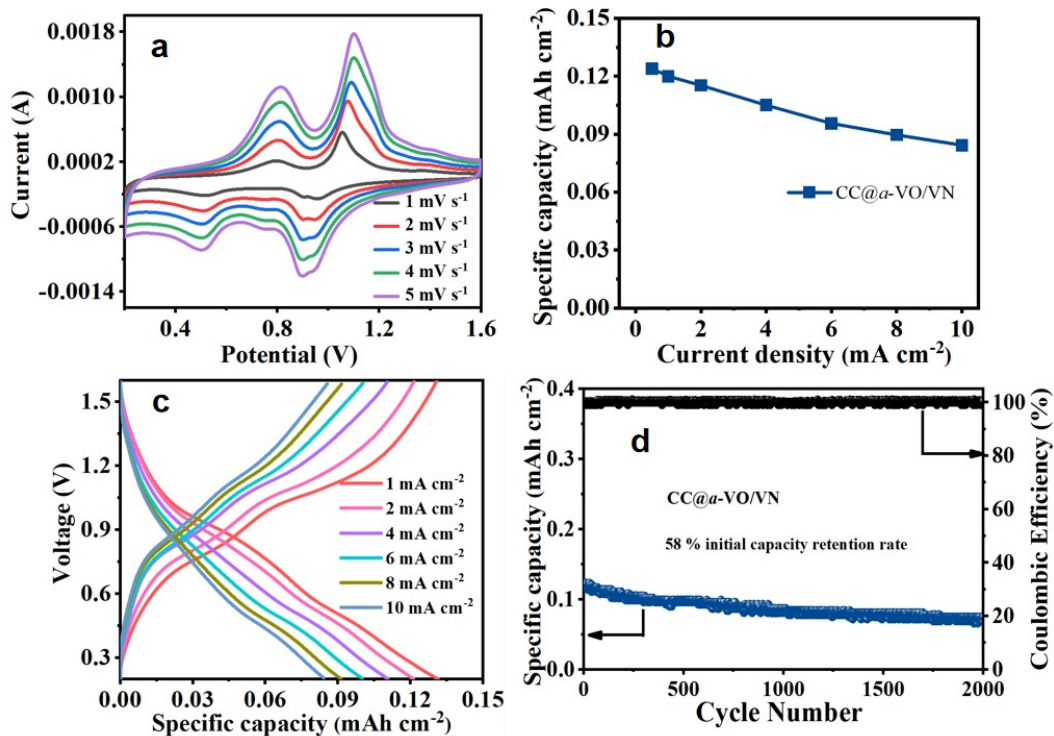 a
Current (A)
0.0018
0.0010
0.0002
-0.0006
-0.0014
1 mV s⁻¹
2 mV s⁻¹
3 mV s⁻¹
4 mV s⁻¹
5 mV s⁻¹
0.4 0.8 1.2 1.6
Potential (V)
b
Specific capacity (mAh cm⁻²)
0.15
0.12
0.09
0.06
0.03
0.00
CC@a-VO/VN
0 2 4 6 8 10
Current density (mA cm⁻²)
c
Voltage (V)
1.5
1.2
0.9
0.6
0.3
1 mA cm⁻²
2 mA cm⁻²
4 mA cm⁻²
6 mA cm⁻²
8 mA cm⁻²
10 mA cm⁻²
0.00 0.03 0.06 0.09 0.12 0.15
Specific capacity (mAh cm⁻²)
d
Specific capacity (mAh cm⁻²)
0.4
0.3
0.2
0.1
0.0
CC@a-VO/VN
58 % initial capacity retention rate
100
80
60
40
20
0
Coulombic Efficiency (%)
0 500 1000 1500 2000
Cycle Number